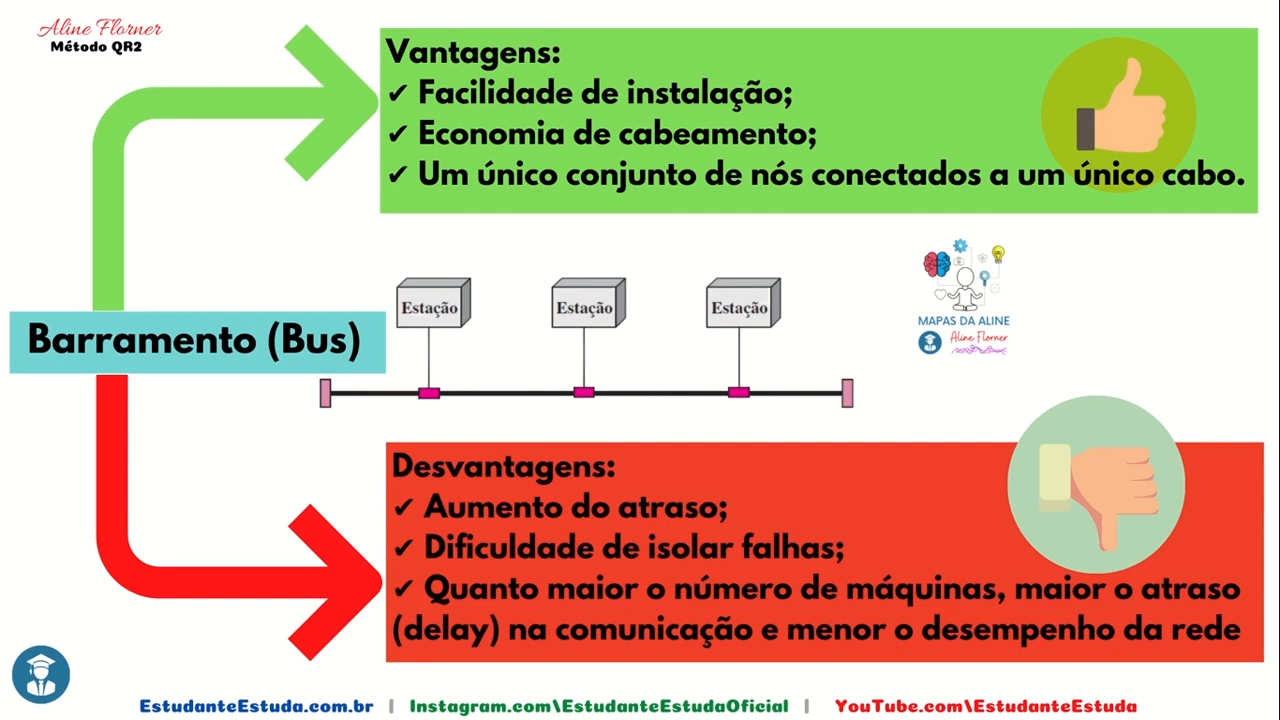 Aline Florner
Método QR2
Vantagens:
✔ Facilidade de instalação;
✔ Economia de cabeamento;
✔ Um único conjunto de nós conectados a um único cabo.
Estação Estação Estação
MAPAS DA ALINE
Aline Florner
Barramento (Bus)
Desvantagens:
✔ Aumento do atraso;
✔ Dificuldade de isolar falhas;
✔ Quanto maior o número de máquinas, maior o atraso
(delay) na comunicação e menor o desempenho da rede
EstudanteEstuda.com.br | Instagram.com\EstudanteEstudaOficial | YouTube.com\EstudanteEstuda